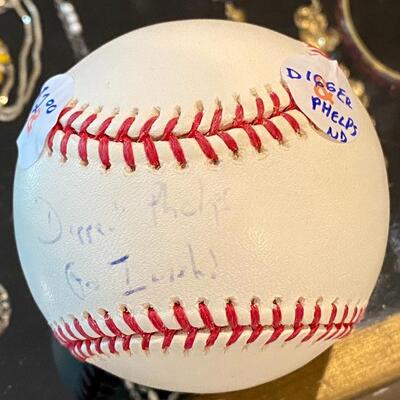 DIGGER
PHELPS
ND
Digger Phelps
Go Irish!